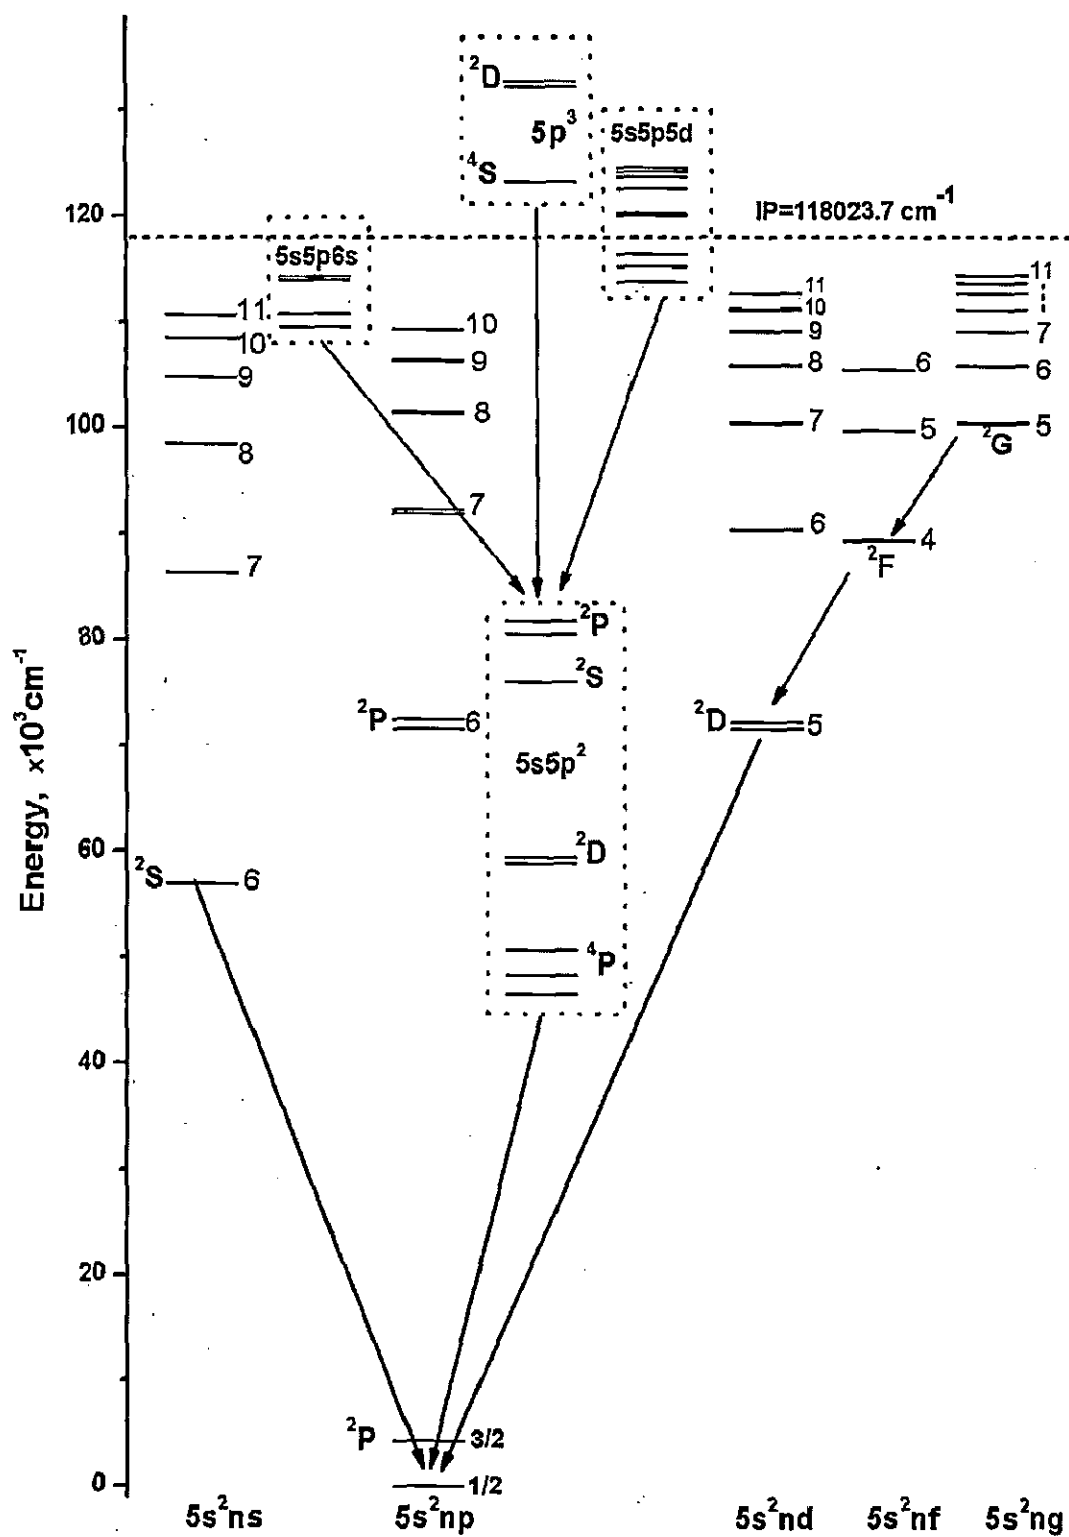 ²D
5p³
5s5p5d
⁴S
120
IP=118023.7 cm⁻¹
5s5p6s
11
11
11
10
10
10
9
9
9
7
8
6
6
100
8
7
5
5
8
²G
7
6
4
²F
7
80
²P
²S
²P
6
²D
5
5s5p²
Energy, x10³cm⁻¹
60
²D
²S
6
⁴P
40
20
²P
3/2
0
1/2
5s²ns
5s²np
5s²nd
5s²nf
5s²ng